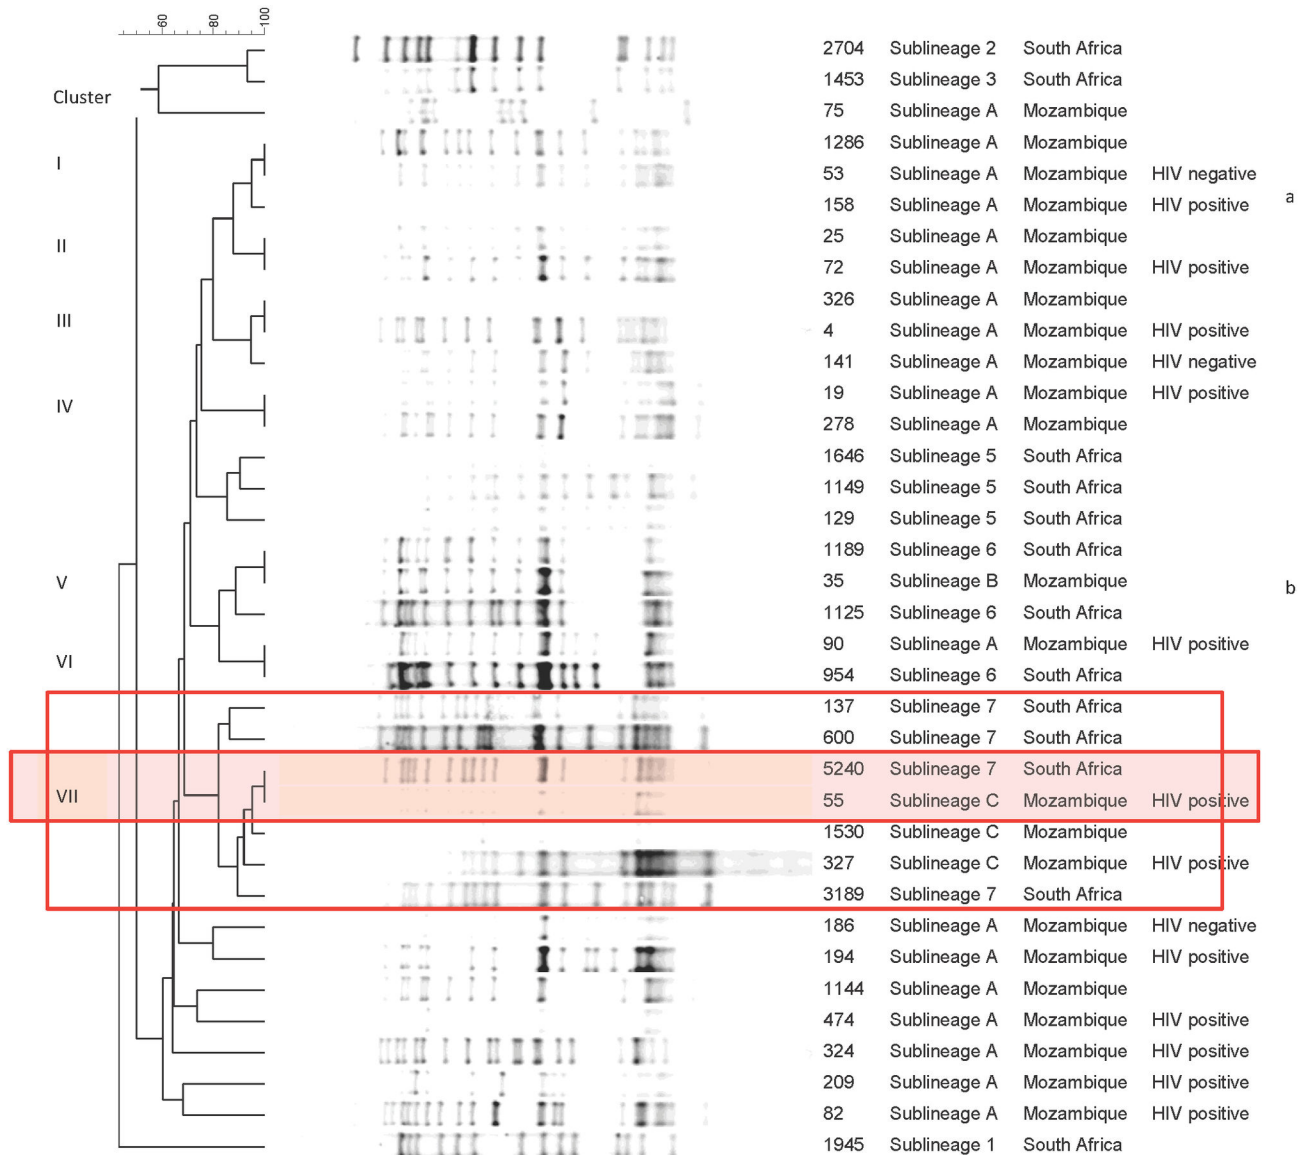 60 80 100
2704 Sublineage 2 South Africa
Cluster
1453 Sublineage 3 South Africa
75 Sublineage A Mozambique
1286 Sublineage A Mozambique
I
53 Sublineage A Mozambique HIV negative
a
158 Sublineage A Mozambique HIV positive
25 Sublineage A Mozambique
II
72 Sublineage A Mozambique HIV positive
326 Sublineage A Mozambique
III
4 Sublineage A Mozambique HIV positive
141 Sublineage A Mozambique HIV negative
19 Sublineage A Mozambique HIV positive
IV
278 Sublineage A Mozambique
1646 Sublineage 5 South Africa
1149 Sublineage 5 South Africa
129 Sublineage 5 South Africa
1189 Sublineage 6 South Africa
V
35 Sublineage B Mozambique
b
1125 Sublineage 6 South Africa
90 Sublineage A Mozambique HIV positive
VI
954 Sublineage 6 South Africa
137 Sublineage 7 South Africa
600 Sublineage 7 South Africa
5240 Sublineage 7 South Africa
VII
55 Sublineage C Mozambique HIV positive
1530 Sublineage C Mozambique
327 Sublineage C Mozambique HIV positive
3189 Sublineage 7 South Africa
186 Sublineage A Mozambique HIV negative
194 Sublineage A Mozambique HIV positive
1144 Sublineage A Mozambique
474 Sublineage A Mozambique HIV positive
324 Sublineage A Mozambique HIV positive
209 Sublineage A Mozambique HIV positive
82 Sublineage A Mozambique HIV positive
1945 Sublineage 1 South Africa